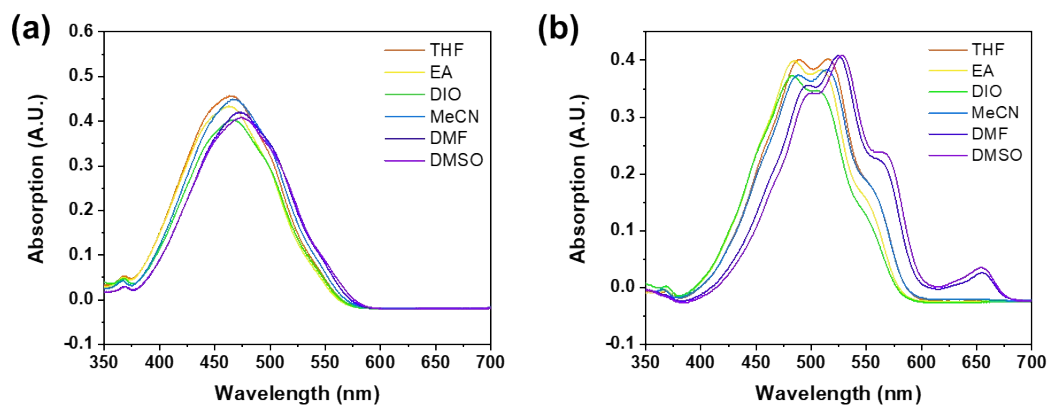 (a)
0.6
0.5
0.4
0.3
0.2
0.1
0.0
-0.1
Absorption (A.U.)
THF
EA
DIO
MeCN
DMF
DMSO
350 400 450 500 550 600 650 700
Wavelength (nm)
(b)
0.4
0.3
0.2
0.1
0.0
-0.1
Absorption (A.U.)
THF
EA
DIO
MeCN
DMF
DMSO
350 400 450 500 550 600 650 700
Wavelength (nm)